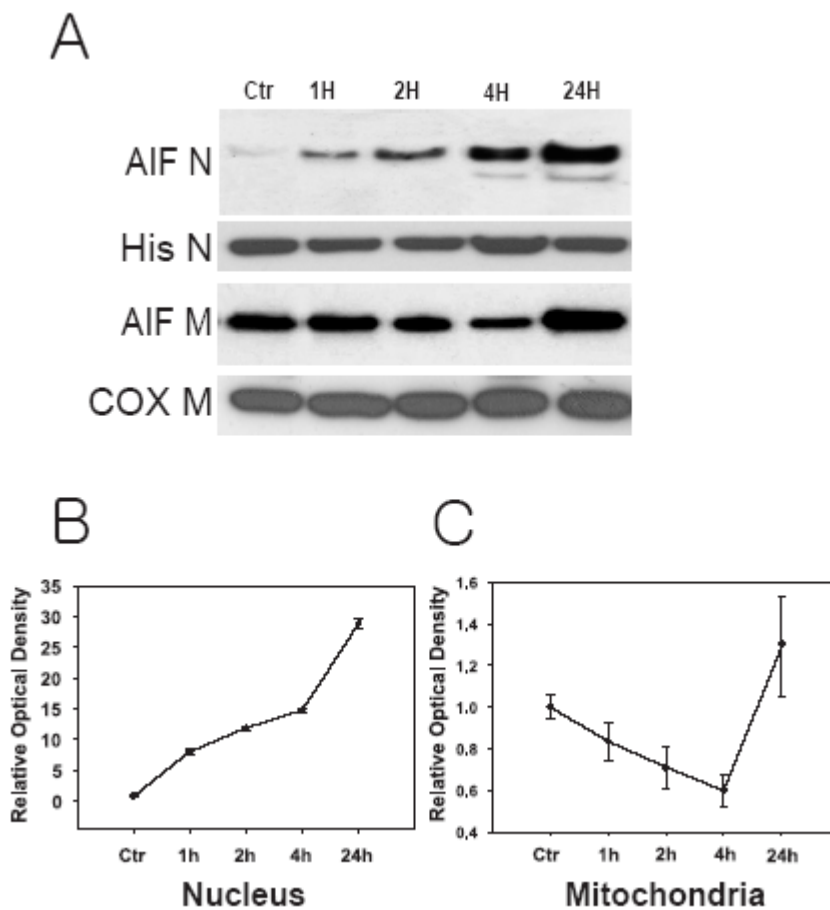 A
Ctr 1H 2H 4H 24H
AIF N
His N
AIF M
COX M
B
Relative Optical Density
35
30
25
20
15
10
5
0
Ctr 1h 2h 4h 24h
Nucleus
C
Relative Optical Density
1,6
1,4
1,2
1.0
0.8
0.6
0,4
Ctr 1h 2h 4h 24h
Mitochondria